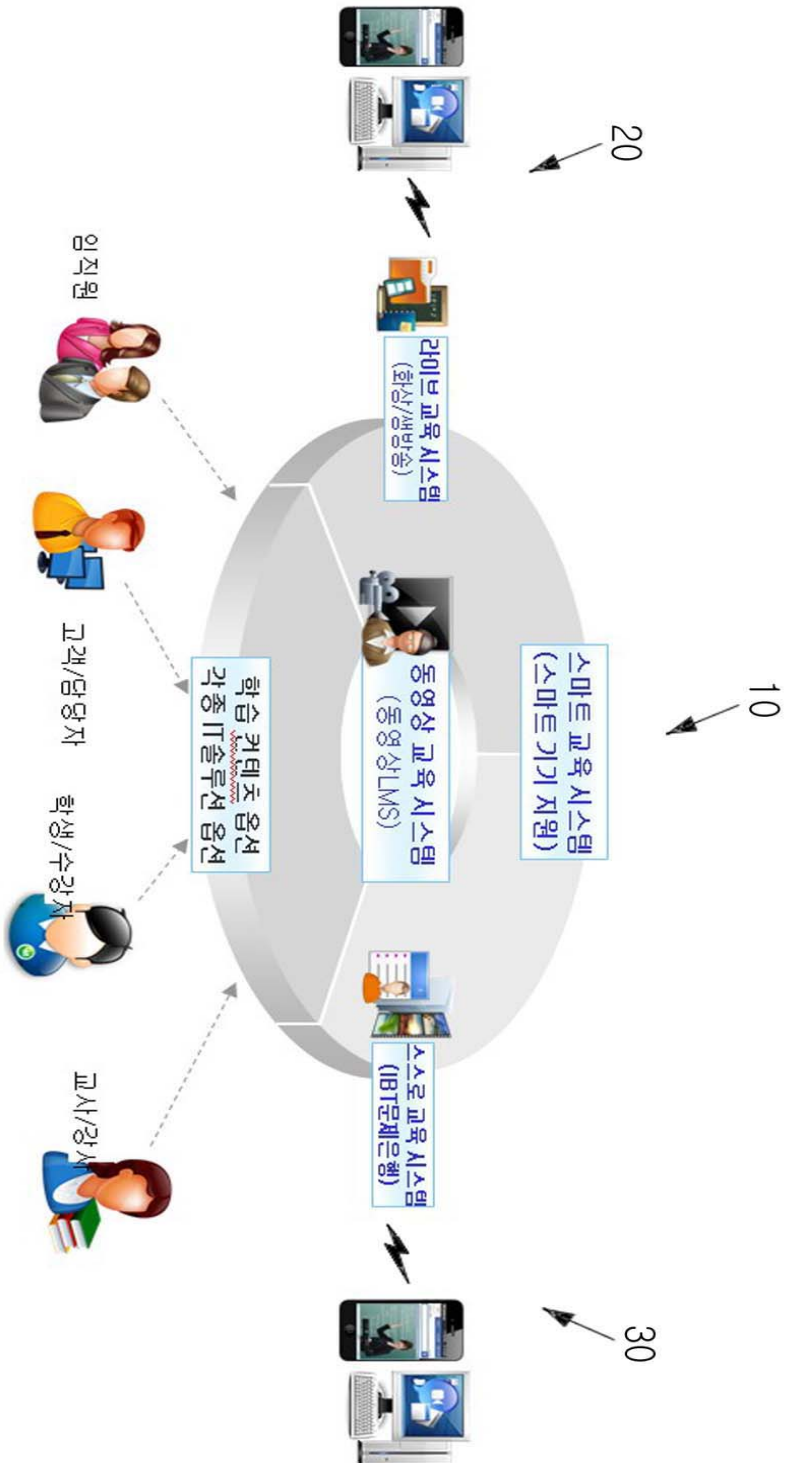 10
20
30
스마트 교육 시스템
(스마트 기기 지원)
라이브 교육 시스템
(화상/생방송)
동영상 교육 시스템
(동영상LMS)
스스로 교육 시스템
(IBT문제은행)
학습 컨텐츠 옵션
각종 IT솔루션 옵션
임직원
고객/담당자
학생/수강자
교사/강사